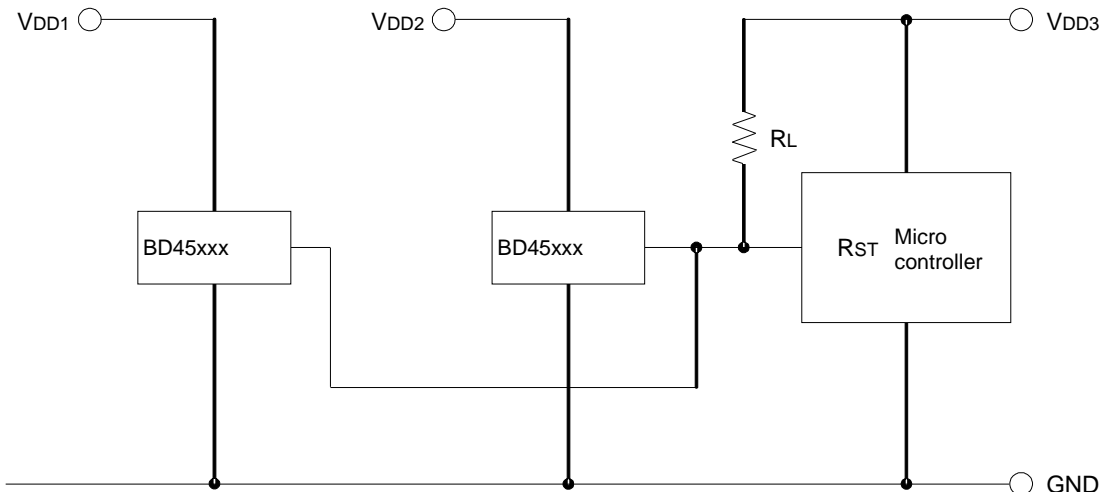 VDD1
VDD2
VDD3
RL
BD45xxx
BD45xxx
RST
Micro
controller
GND